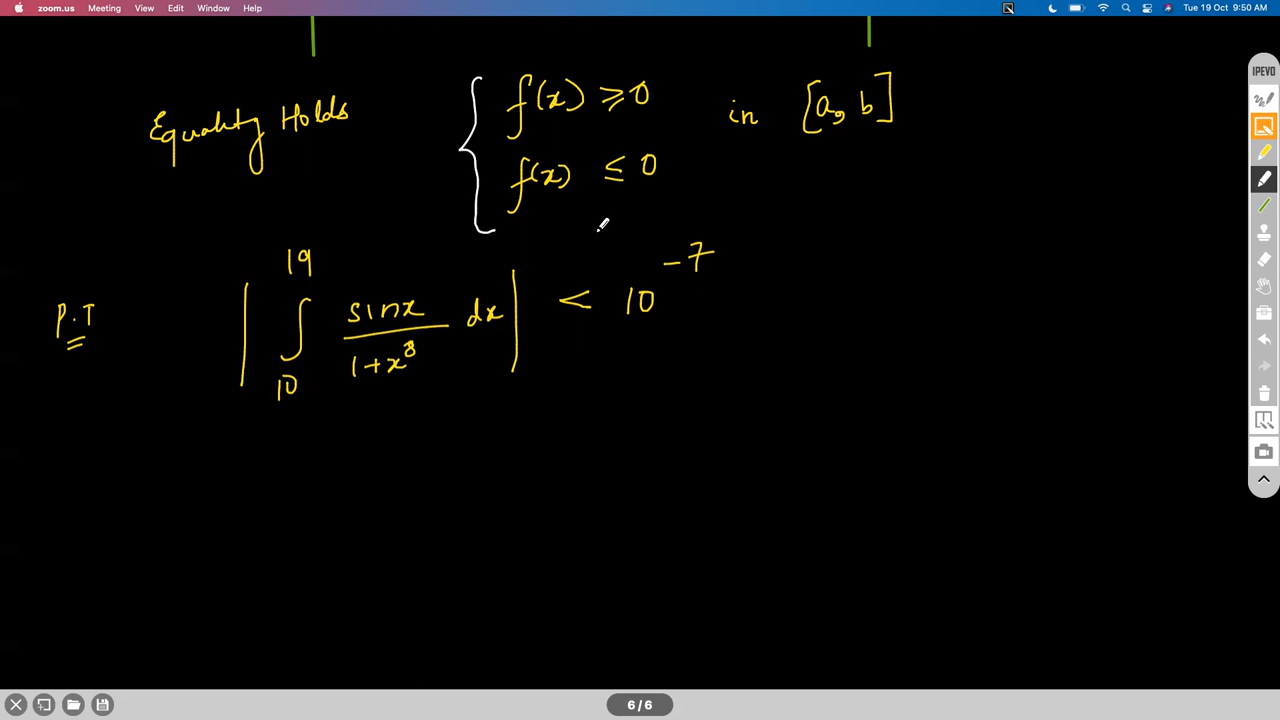 zoom.us Meeting View Edit Window Help Tue 19 Oct 9:50 AM
IPEVO
Equality Holds { f(x) ≥ 0 in [a, b]
f(x) ≤ 0
P.T | ∫₁₀¹⁹ sinx / (1+x⁸) dx | < 10⁻⁷
6/6